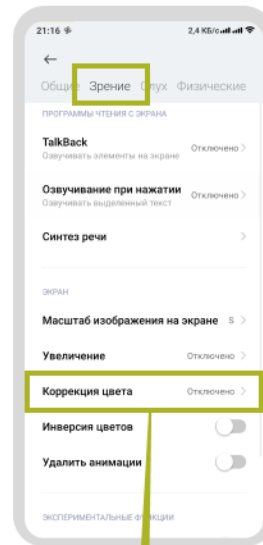 21:16
2,4 КБ/с
Общие Зрение Слух Физические
ПРОГРАММЫ ЧТЕНИЯ С ЭКРАНА
TalkBack
Озвучивать элементы на экране
Отключено
Озвучивание при нажатии
Озвучивать выделенный текст
Отключено
Синтез речи
ЭКРАН
Масштаб изображения на экране S
Увеличение Отключено
Коррекция цвета Отключено
Инверсия цветов
Удалить анимации
ЭКСПЕРИМЕНТАЛЬНЫЕ ФУНКЦИИ